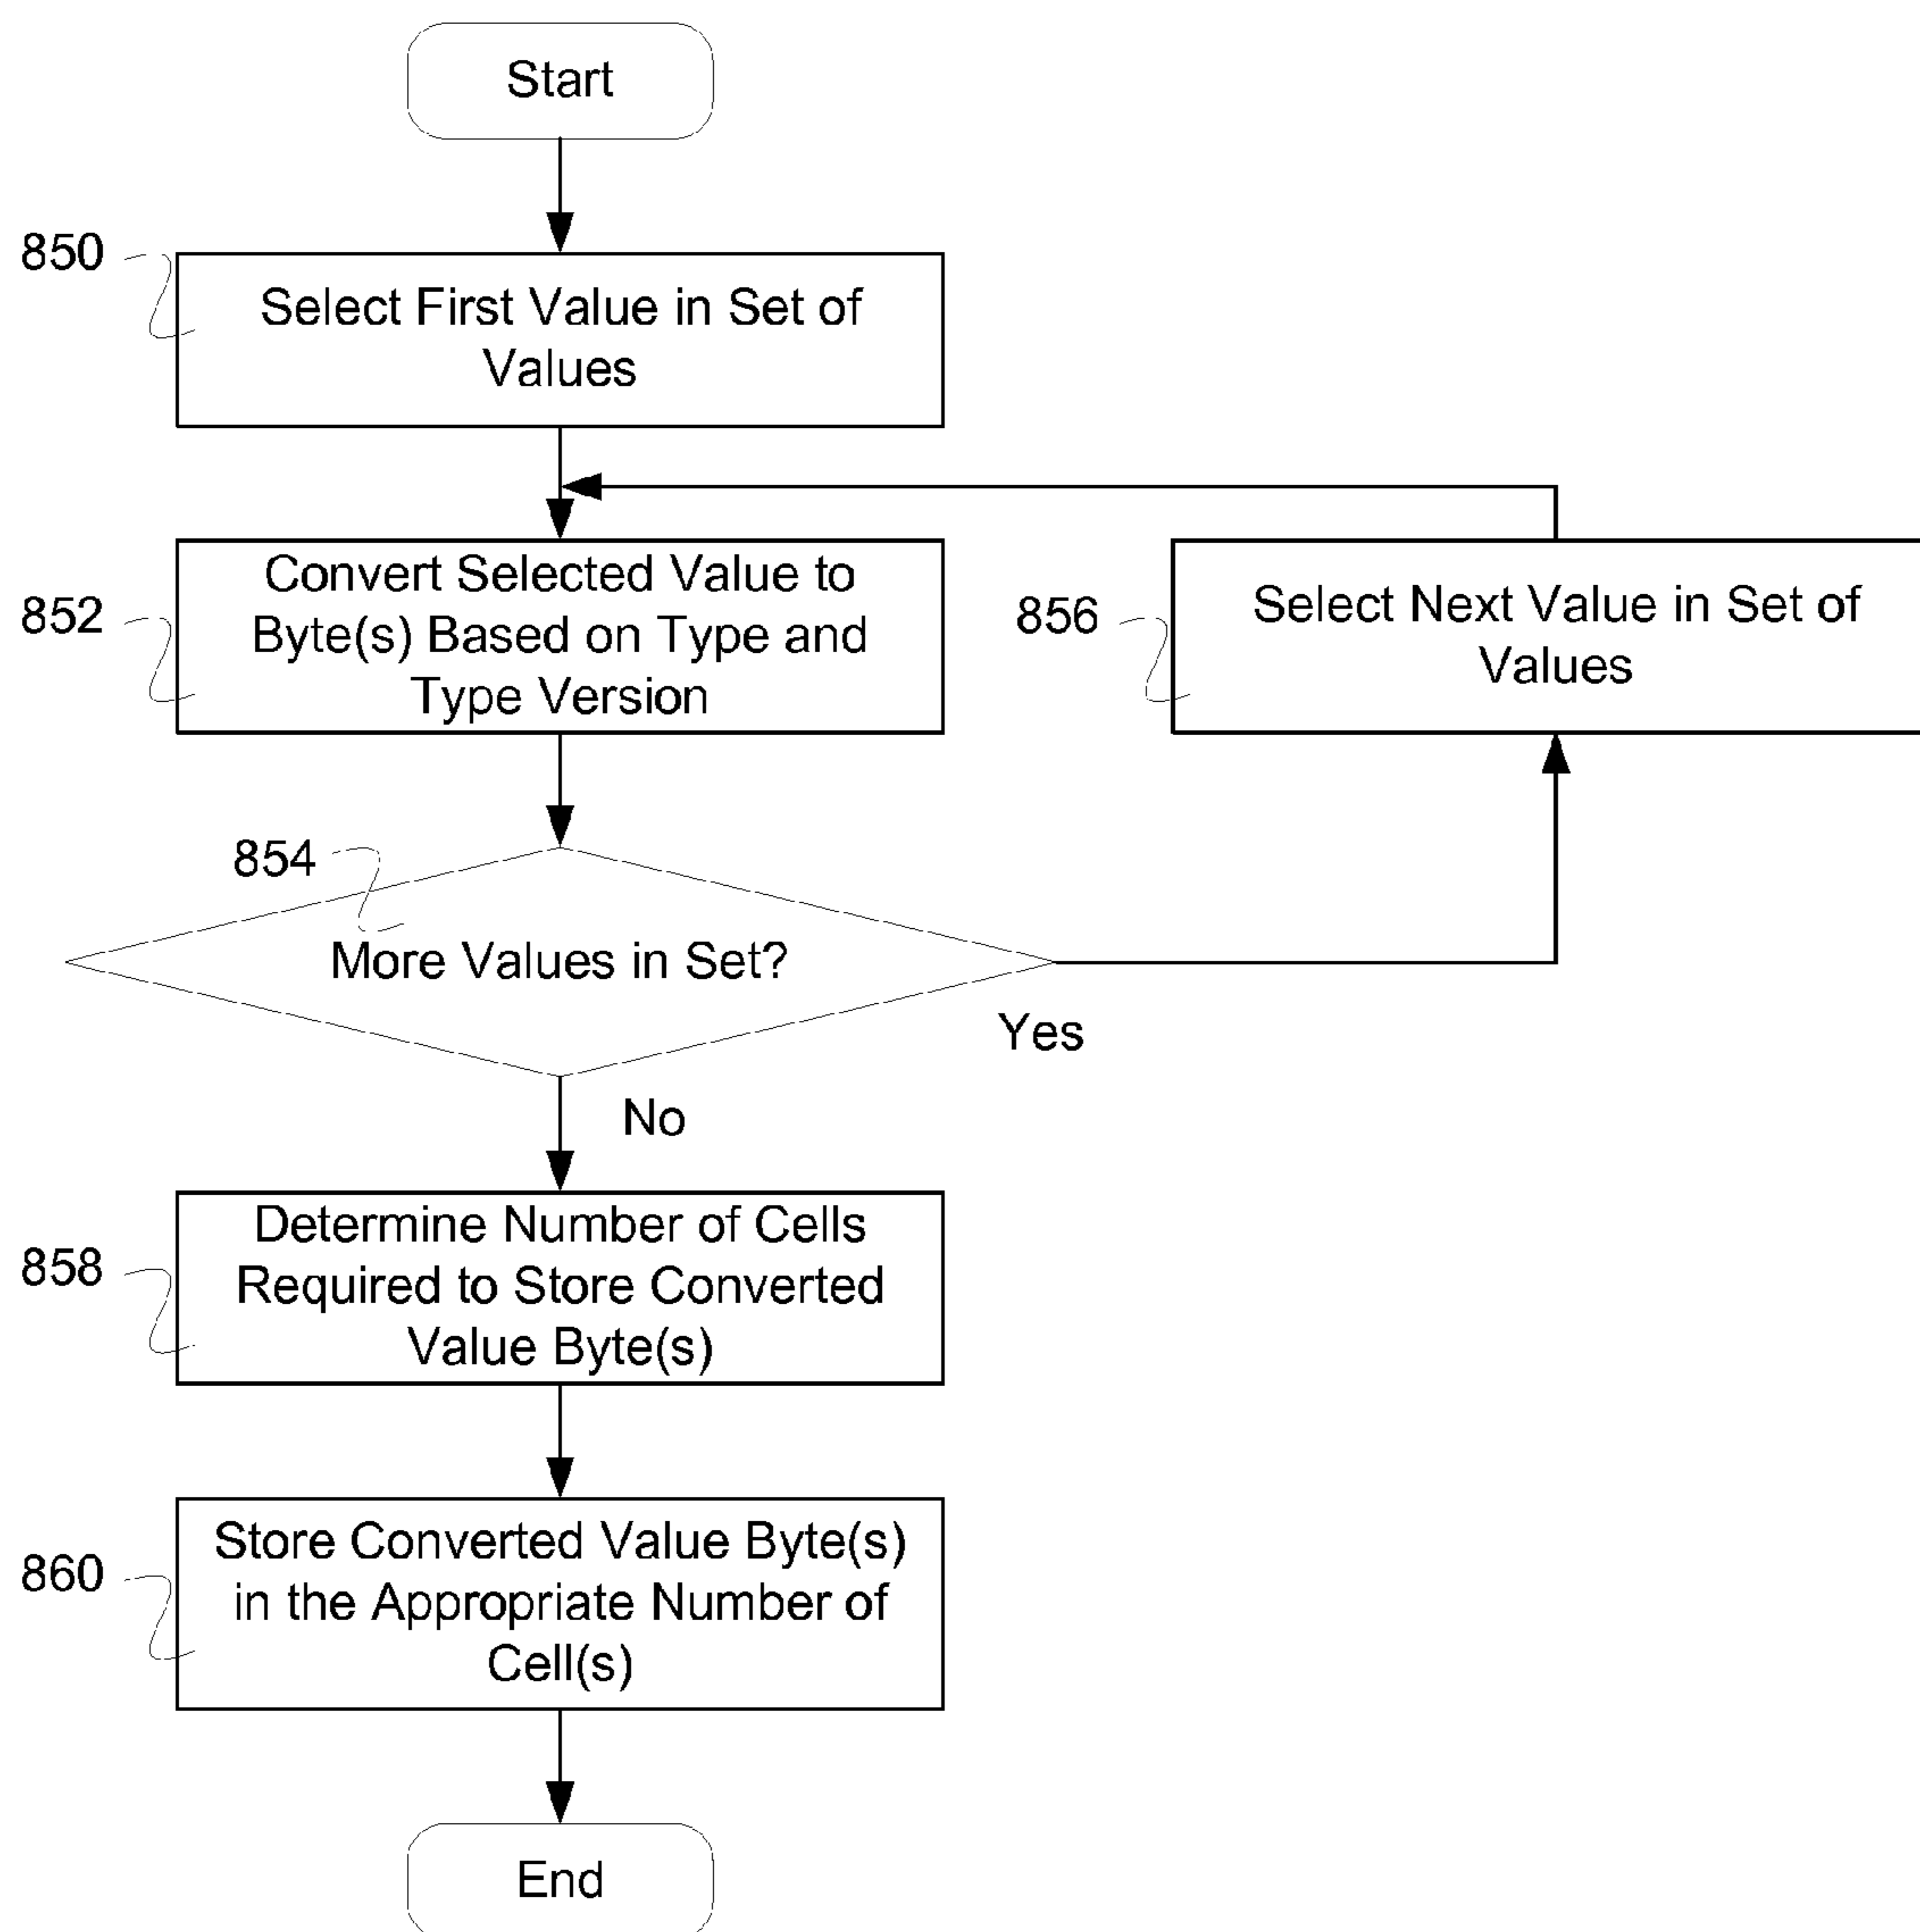 Start
850
Select First Value in Set of
Values
852
Convert Selected Value to
Byte(s) Based on Type and
Type Version
856
Select Next Value in Set of
Values
854
More Values in Set?
Yes
No
858
Determine Number of Cells
Required to Store Converted
Value Byte(s)
860
Store Converted Value Byte(s)
in the Appropriate Number of
Cell(s)
End